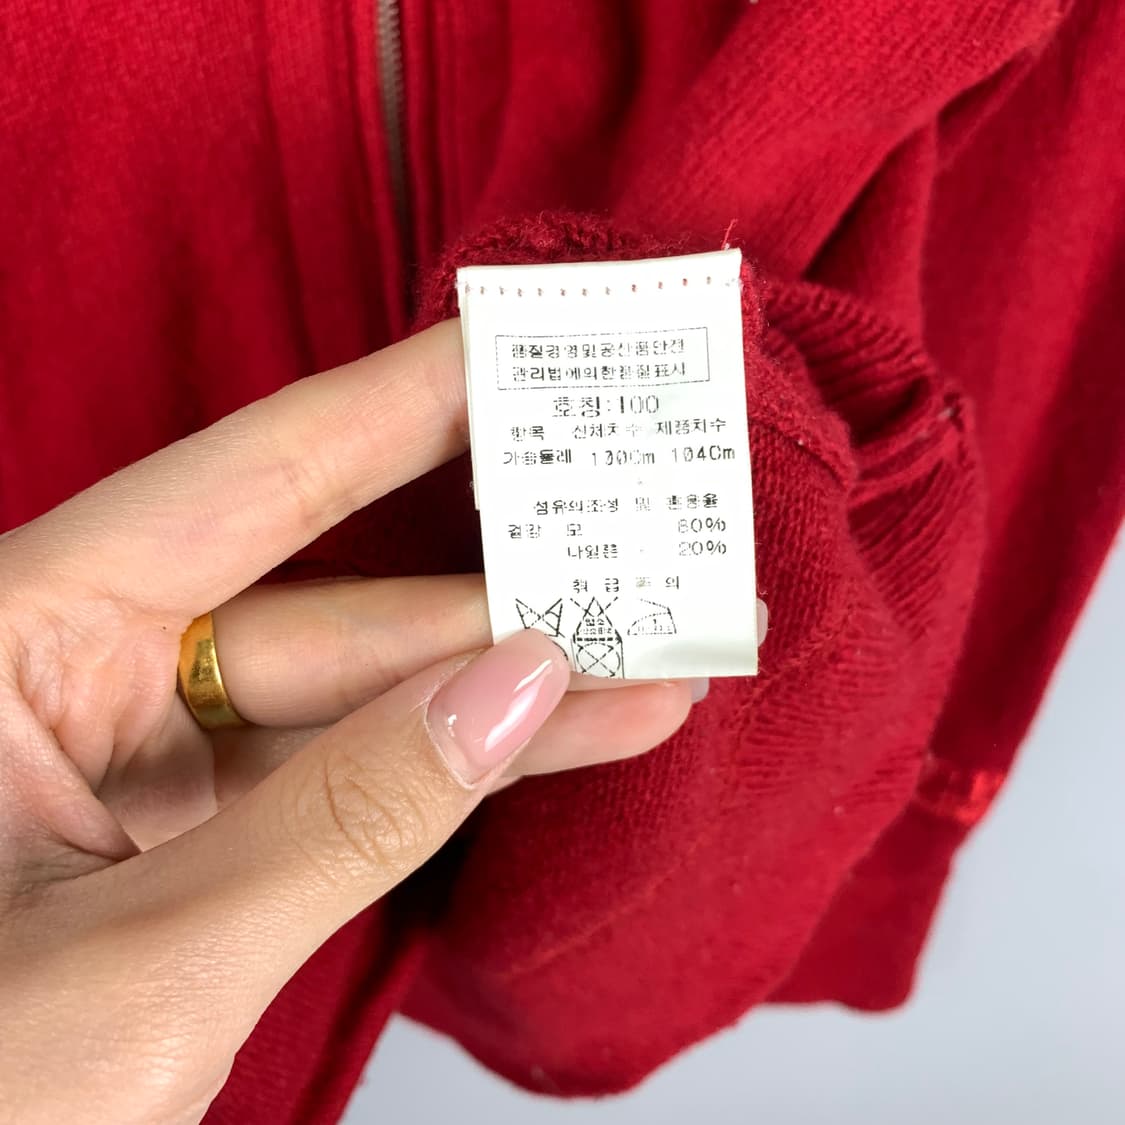 품질경영및공산품안전
관리법에의한품질표시
호칭:100
항목 신체치수 제품치수
가슴둘레 100Cm 104Cm
섬유의조성 및 혼용율
겉감 모 80%
나일론 20%
취 급 주 의